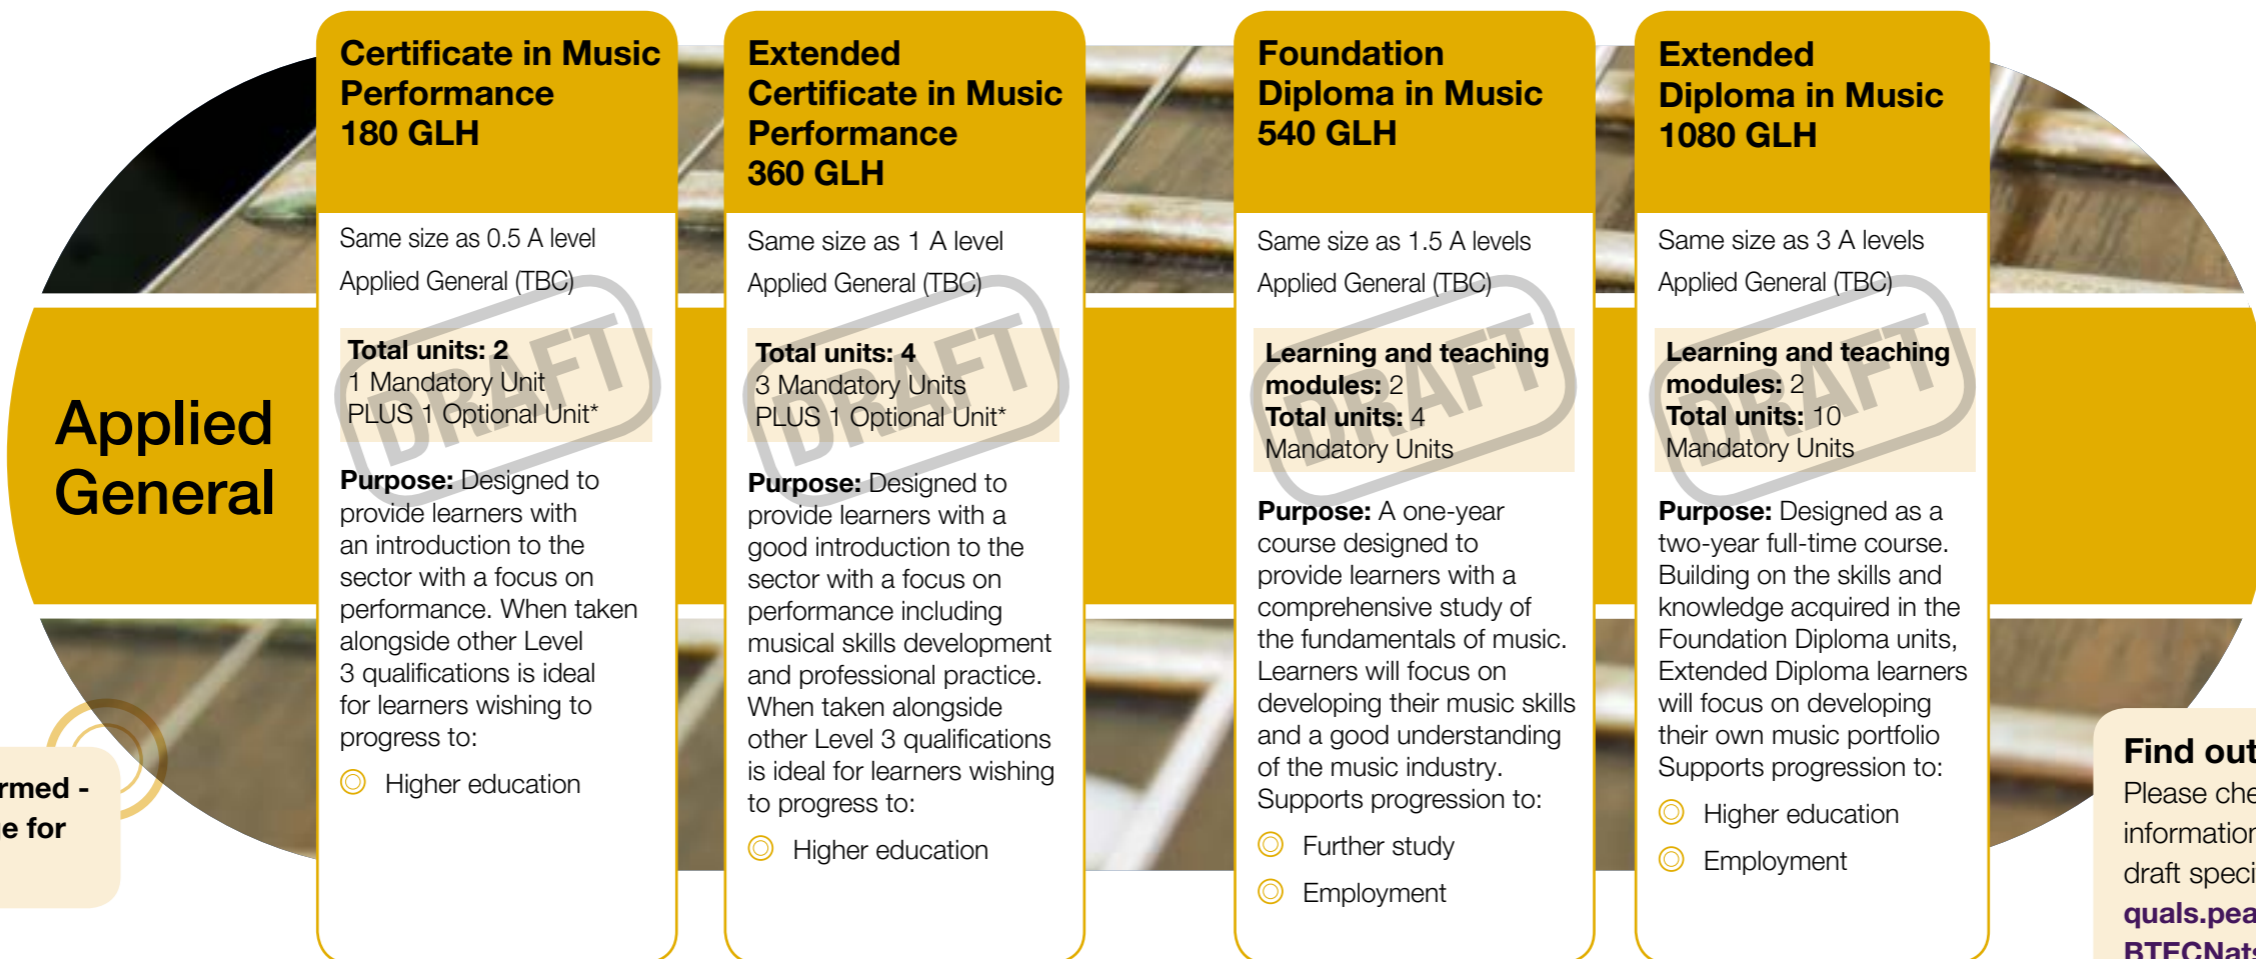 Applied
General
Certificate in Music
Performance
180 GLH
Same size as 0.5 A level
Applied General (TBC)
DRAFT
Total units: 2
1 Mandatory Unit
PLUS 1 Optional Unit*
Purpose: Designed to
provide learners with
an introduction to the
sector with a focus on
performance. When taken
alongside other Level
3 qualifications is ideal
for learners wishing to
progress to:
Higher education
Extended
Certificate in Music
Performance
360 GLH
Same size as 1 A level
Applied General (TBC)
DRAFT
Total units: 4
3 Mandatory Units
PLUS 1 Optional Unit*
Purpose: Designed to
provide learners with a
good introduction to the
sector with a focus on
performance including
musical skills development
and professional practice.
When taken alongside
other Level 3 qualifications
is ideal for learners wishing
to progress to:
Higher education
Foundation
Diploma in Music
540 GLH
Same size as 1.5 A levels
Applied General (TBC)
DRAFT
Learning and teaching
modules: 2
Total units: 4
Mandatory Units
Purpose: A one-year
course designed to
provide learners with a
comprehensive study of
the fundamentals of music.
Learners will focus on
developing their music skills
and a good understanding
of the music industry.
Supports progression to:
Further study
Employment
Extended
Diploma in Music
1080 GLH
Same size as 3 A levels
Applied General (TBC)
DRAFT
Learning and teaching
modules: 2
Total units: 10
Mandatory Units
Purpose: Designed as a
two-year full-time course.
Building on the skills and
knowledge acquired in the
Foundation Diploma units,
Extended Diploma learners
will focus on developing
their own music portfolio
Supports progression to:
Higher education
Employment
rmed -
e for
Find out
Please che
information
draft speci
quals.pea
BTECNats